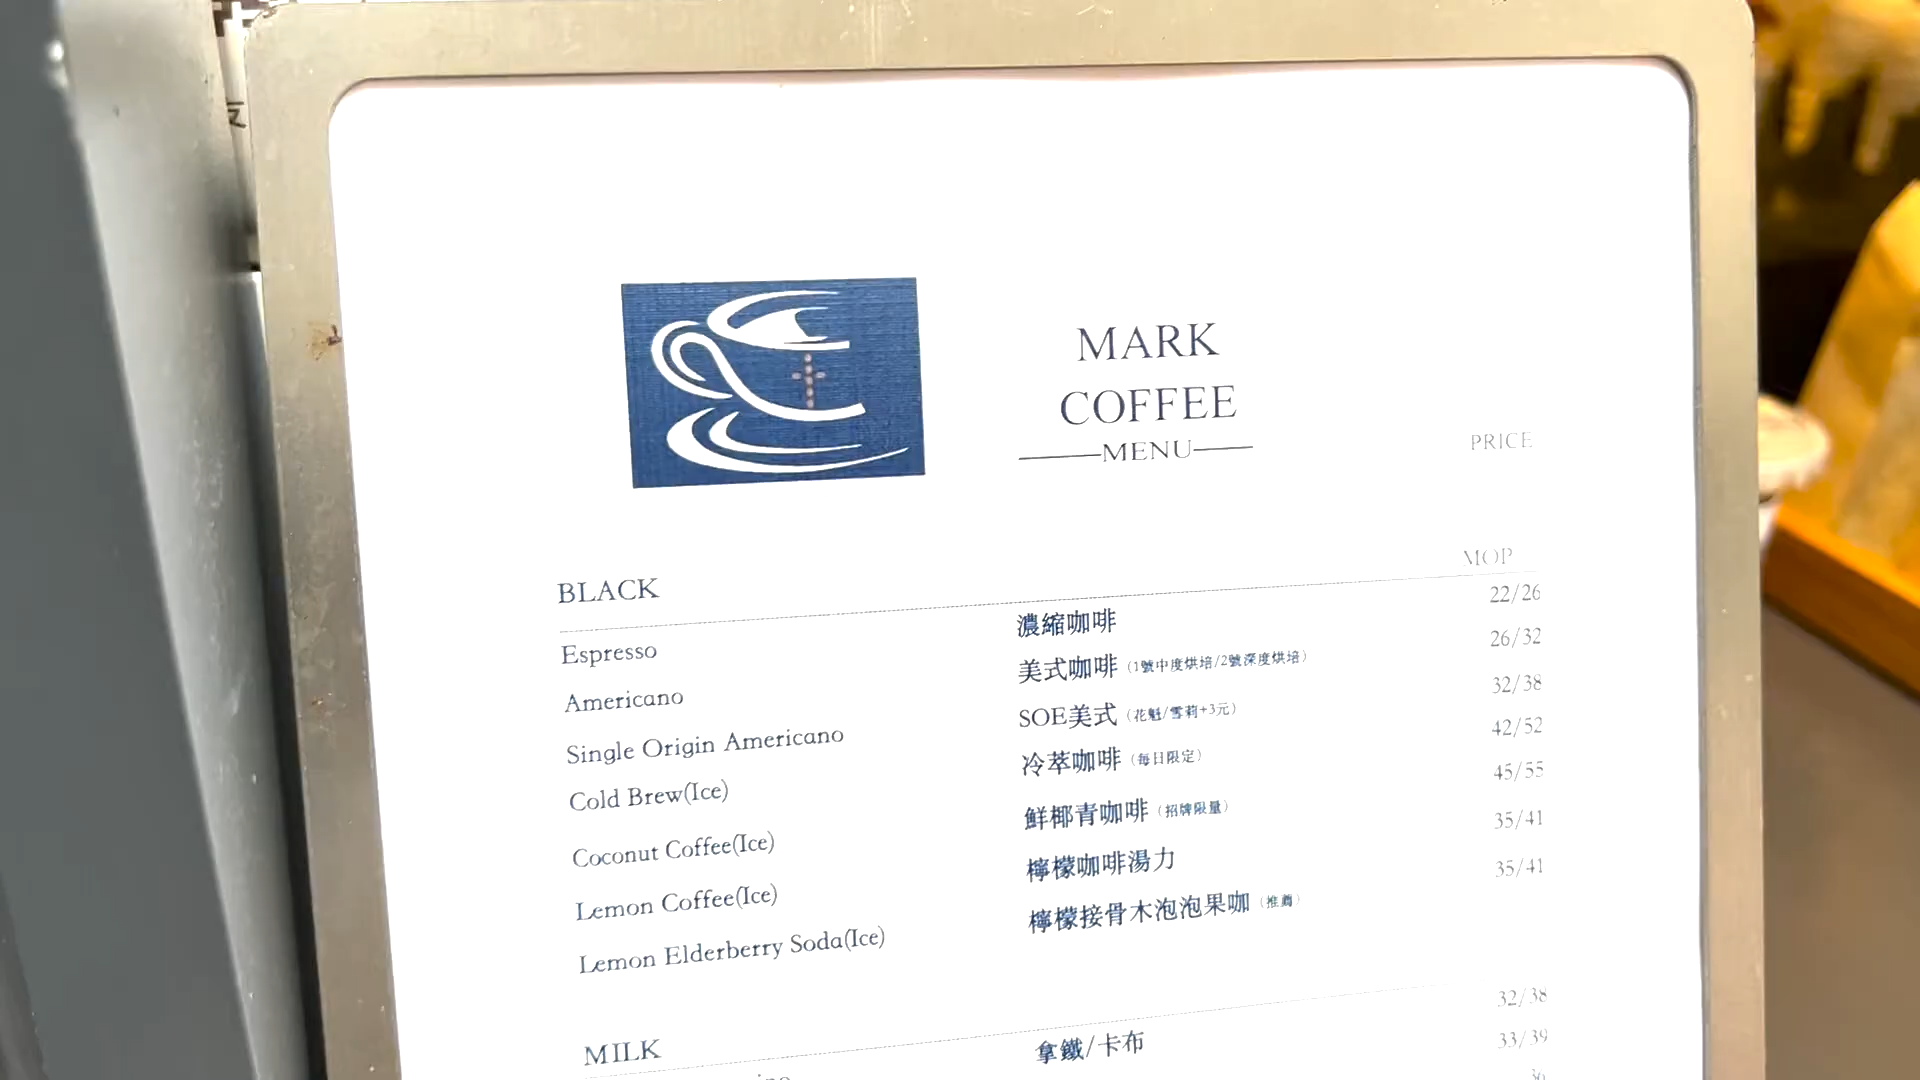 MARK
COFFEE
MENU
PRICE
MOP
BLACK
Espresso 濃縮咖啡 22/26
Americano 美式咖啡（1號中度烘培/2號深度烘培） 26/32
Single Origin Americano SOE美式（花魁/雪莉+3元） 32/38
Cold Brew(Ice) 冷萃咖啡（每日限定） 42/52
Coconut Coffee(Ice) 鮮椰青咖啡（招牌限量） 45/55
Lemon Coffee(Ice) 檸檬咖啡湯力 35/41
Lemon Elderberry Soda(Ice) 檸檬接骨木泡泡果咖（推薦） 35/41
MILK
拿鐵/卡布 32/38
33/39